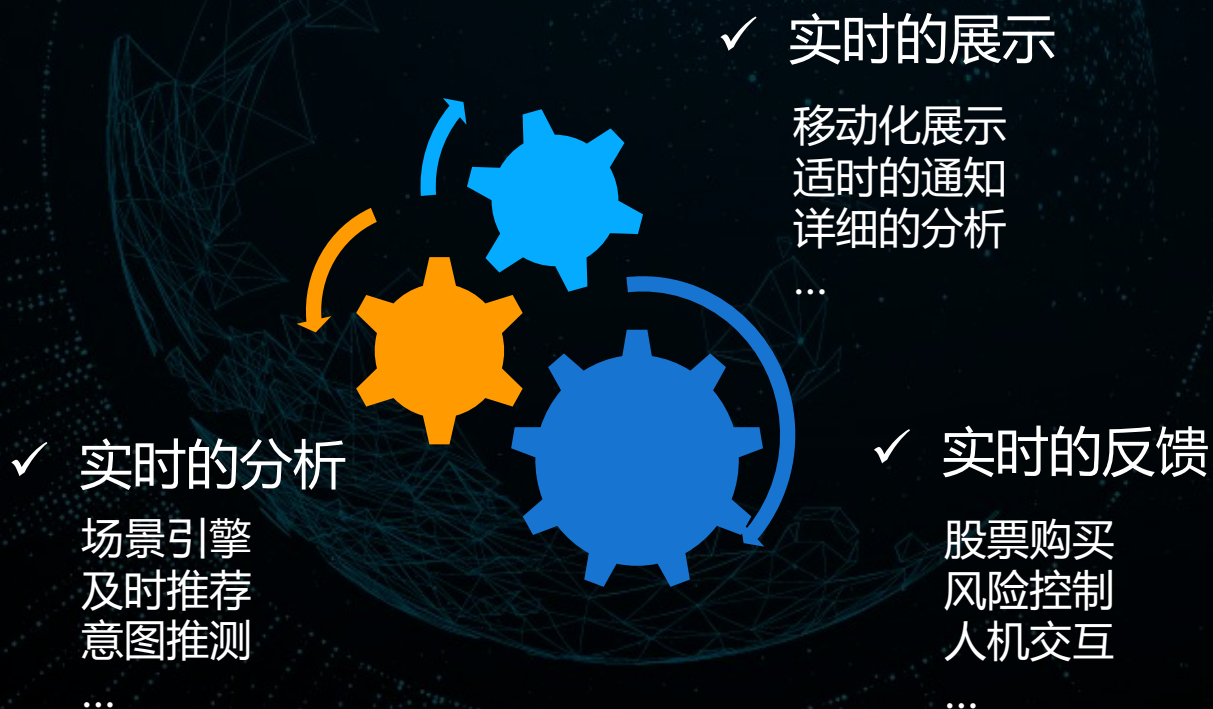 ✓ 实时的展示
移动化展示
适时的通知
详细的分析
...
✓ 实时的分析
场景引擎
及时推荐
意图推测
...
✓ 实时的反馈
股票购买
风险控制
人机交互
...